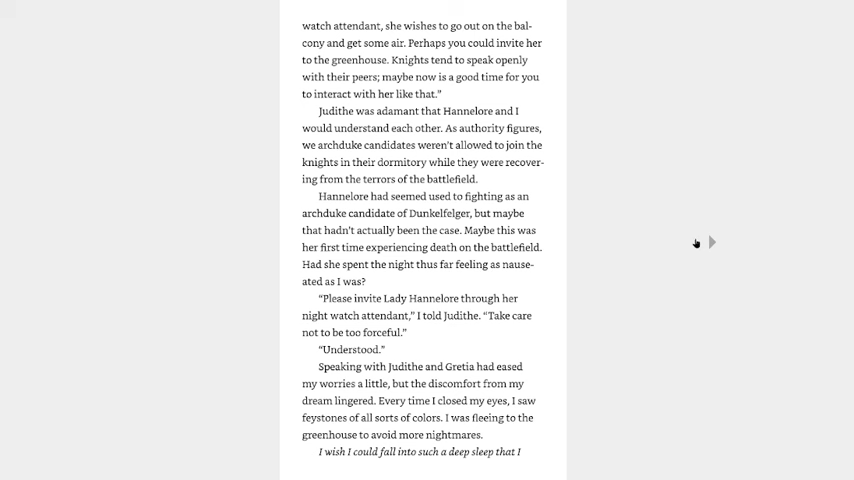 watch attendant, she wishes to go out on the bal-
cony and get some air. Perhaps you could invite her
to the greenhouse. Knights tend to speak openly
with their peers; maybe now is a good time for you
to interact with her like that.”
Judithe was adamant that Hannelore and I
would understand each other. As authority figures,
we archduke candidates weren’t allowed to join the
knights in their dormitory while they were recover-
ing from the terrors of the battlefield.
Hannelore had seemed used to fighting as an
archduke candidate of Dunkelfelger, but maybe
that hadn’t actually been the case. Maybe this was
her first time experiencing death on the battlefield.
Had she spent the night thus far feeling as nause-
ated as I was?
“Please invite Lady Hannelore through her
night watch attendant,” I told Judithe. “Take care
not to be too forceful.”
“Understood.”
Speaking with Judithe and Gretia had eased
my worries a little, but the discomfort from my
dream lingered. Every time I closed my eyes, I saw
feystones of all sorts of colors. I was fleeing to the
greenhouse to avoid more nightmares.
I wish I could fall into such a deep sleep that I